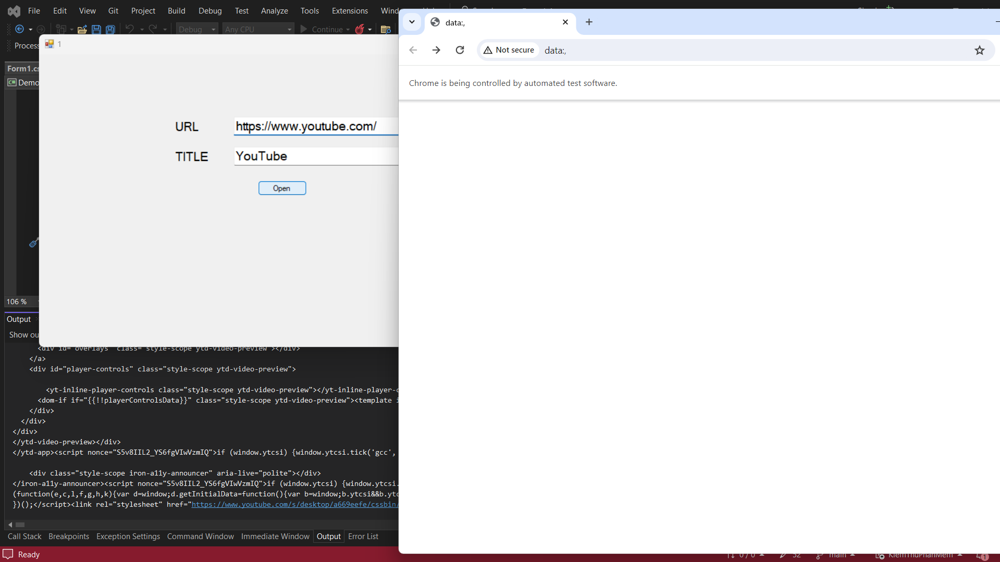 File Edit View Git Project Build Debug Test Analyze Tools Extensions
Debug Any CPU Continue
Process
1
data:,
Not secure data:,
Chrome is being controlled by automated test software.
Form1.cs
C# Demo
URL https://www.youtube.com/
TITLE YouTube
Open
106 %
Output
Show ou
<div id="overlays" class="style-scope ytd-video-preview"></div>
</a>
<div id="player-controls" class="style-scope ytd-video-preview">
<yt-inline-player-controls class="style-scope ytd-video-preview"></yt-inline-player-c
<dom-if if="{{!!playerControlsData}}" class="style-scope ytd-video-preview"><template i
</div>
</div>
</div>
</ytd-video-preview></div>
</ytd-app><script nonce="S5v8IIL2_YS6fgVIwVzmIQ">if (window.ytcsi) {window.ytcsi.tick('gcc',
<div class="style-scope iron-a11y-announcer" aria-live="polite"></div>
</iron-a11y-announcer><script nonce="S5v8IIL2_YS6fgVIwVzmIQ">if (window.ytcsi) {window.ytcsi.
(function(e,c,l,f,g,h,k){var d=window;d.getInitialData=function(){var b=window;b.ytcsi&&b.ytc
})();</script><link rel="stylesheet" href="https://www.youtube.com/s/desktop/a669eefe/cssbin/
Call Stack Breakpoints Exception Settings Command Window Immediate Window Output Error List
Ready 0 / 0 52 main KiemThuPhanMem 1